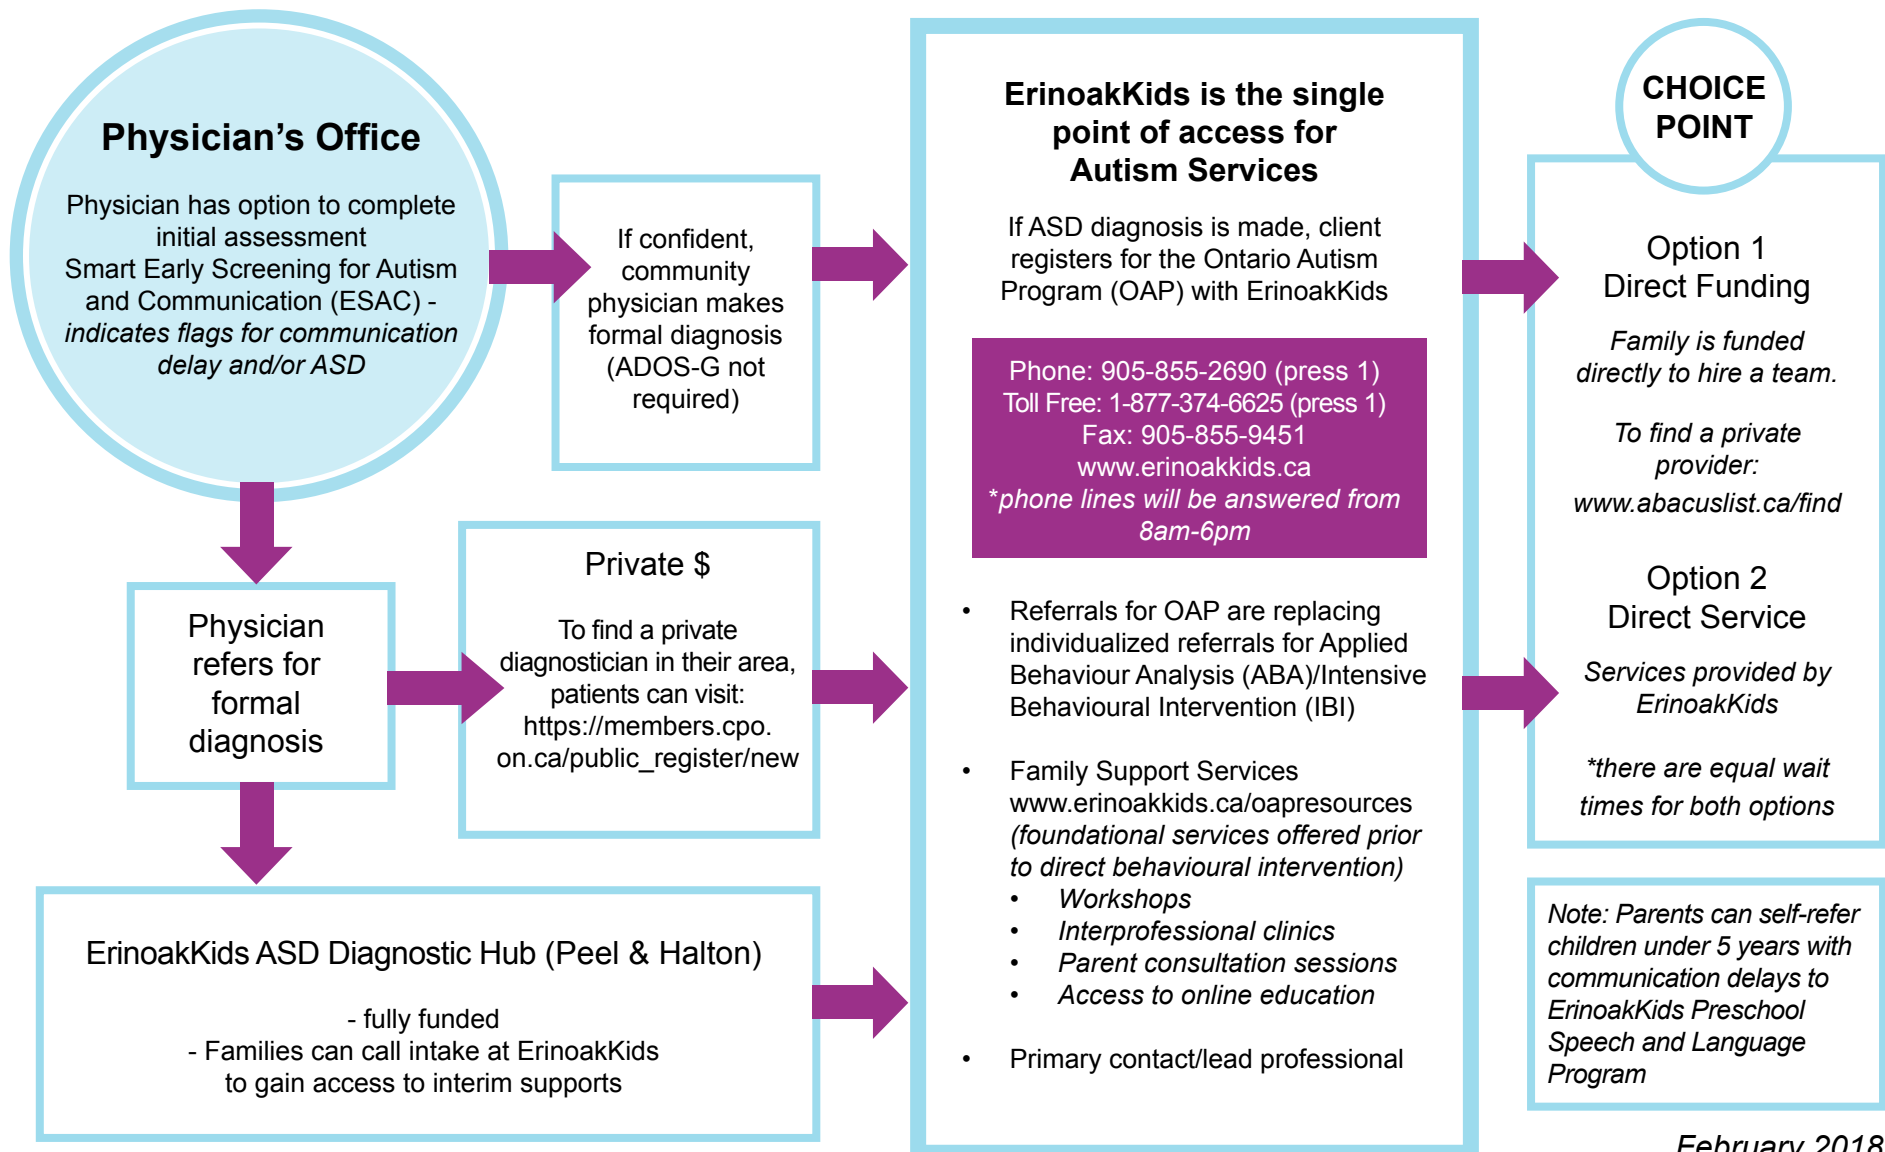 Physician’s Office
Physician has option to complete
initial assessment
Smart Early Screening for Autism
and Communication (ESAC) -
indicates flags for communication
delay and/or ASD
If confident,
community
physician makes
formal diagnosis
(ADOS-G not
required)
Physician
refers for
formal
diagnosis
Private $
To find a private
diagnostician in their area,
patients can visit:
https://members.cpo.
on.ca/public_register/new
ErinoakKids ASD Diagnostic Hub (Peel & Halton)
- fully funded
- Families can call intake at ErinoakKids
to gain access to interim supports
ErinoakKids is the single
point of access for
Autism Services
If ASD diagnosis is made, client
registers for the Ontario Autism
Program (OAP) with ErinoakKids
Phone: 905-855-2690 (press 1)
Toll Free: 1-877-374-6625 (press 1)
Fax: 905-855-9451
www.erinoakkids.ca
*phone lines will be answered from
8am-6pm
• Referrals for OAP are replacing
individualized referrals for Applied
Behaviour Analysis (ABA)/Intensive
Behavioural Intervention (IBI)
• Family Support Services
www.erinoakkids.ca/oapresources
(foundational services offered prior
to direct behavioural intervention)
• Workshops
• Interprofessional clinics
• Parent consultation sessions
• Access to online education
• Primary contact/lead professional
CHOICE
POINT
Option 1
Direct Funding
Family is funded
directly to hire a team.
To find a private
provider:
www.abacuslist.ca/find
Option 2
Direct Service
Services provided by
ErinoakKids
*there are equal wait
times for both options
Note: Parents can self-refer
children under 5 years with
communication delays to
ErinoakKids Preschool
Speech and Language
Program
February 2018